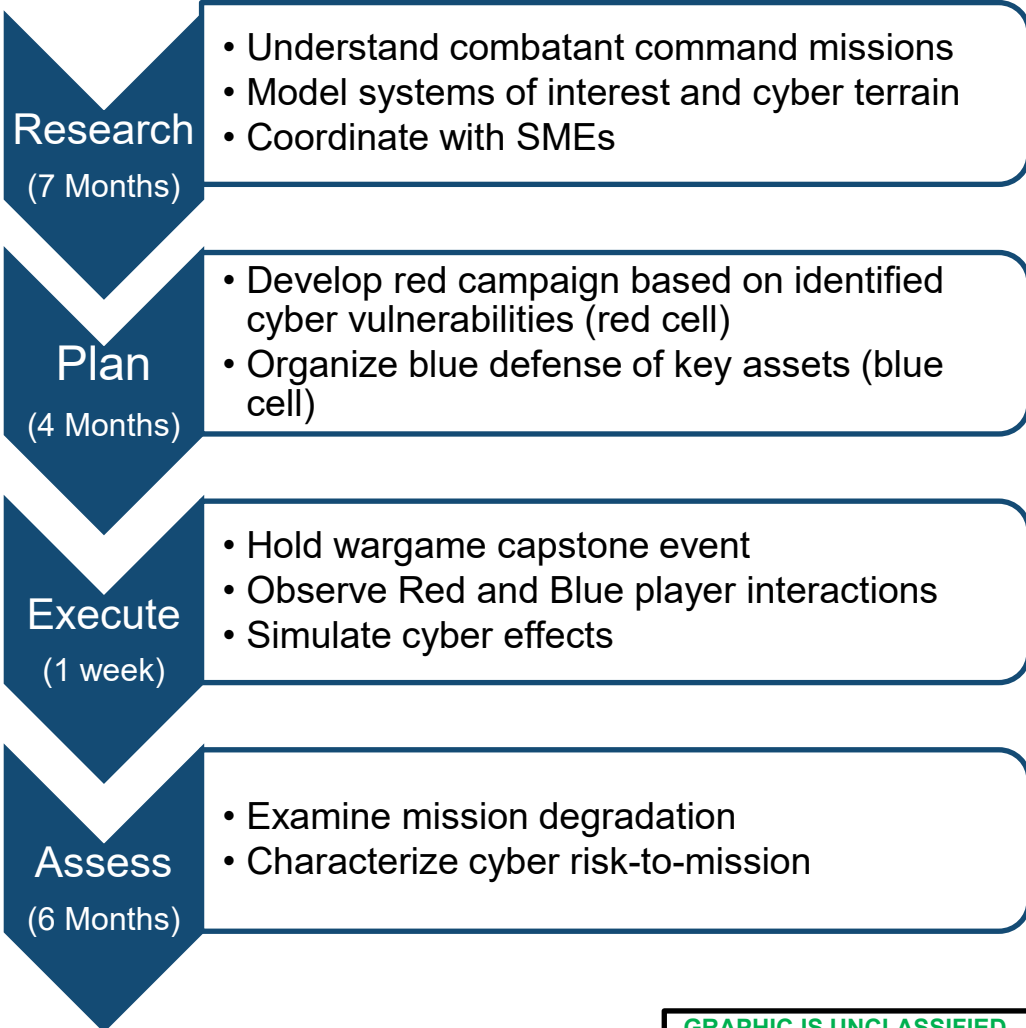 • Understand combatant command missions
• Model systems of interest and cyber terrain
• Coordinate with SMEs
Research
(7 Months)
• Develop red campaign based on identified
cyber vulnerabilities (red cell)
• Organize blue defense of key assets (blue
cell)
Plan
(4 Months)
• Hold wargame capstone event
• Observe Red and Blue player interactions
• Simulate cyber effects
Execute
(1 week)
• Examine mission degradation
• Characterize cyber risk-to-mission
Assess
(6 Months)
GRAPHIC IS UNCLASSIFIED